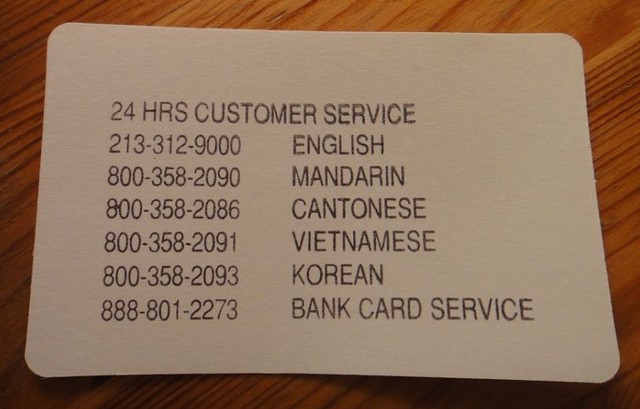 24 HRS CUSTOMER SERVICE
213-312-9000 ENGLISH
800-358-2090 MANDARIN
800-358-2086 CANTONESE
800-358-2091 VIETNAMESE
800-358-2093 KOREAN
888-801-2273 BANK CARD SERVICE